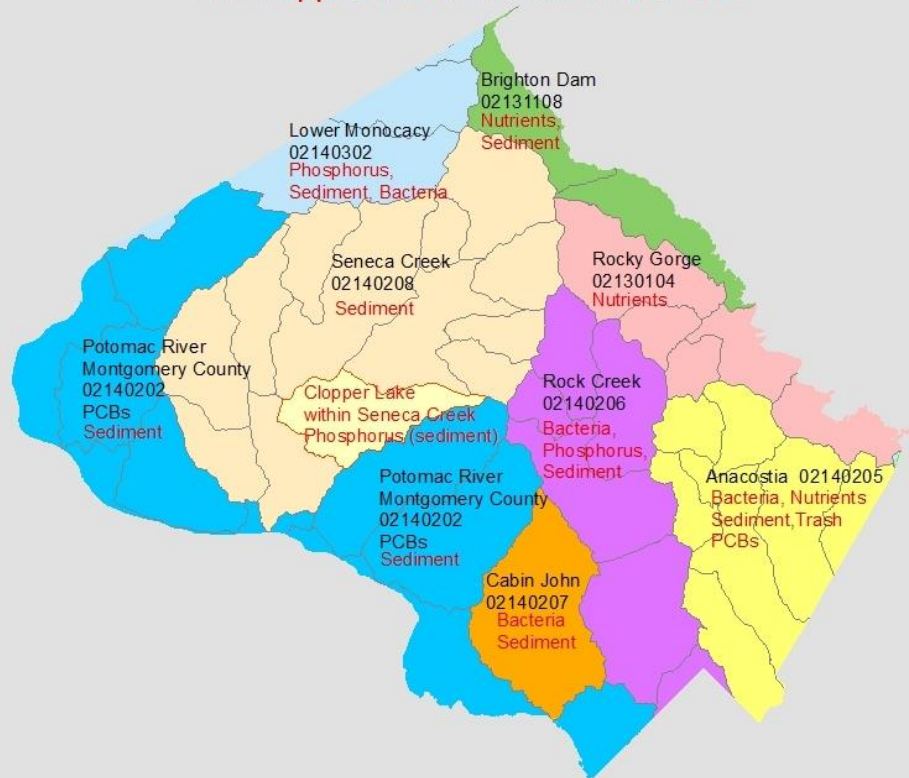 Brighton Dam
02131108
Nutrients,
Sediment
Lower Monocacy
02140302
Phosphorus,
Sediment, Bacteria
Seneca Creek
02140208
Sediment
Rocky Gorge
02130104
Nutrients
Potomac River
Montgomery County
02140202
PCBs
Sediment
Clopper Lake
within Seneca Creek
Phosphorus (sediment)
Rock Creek
02140206
Bacteria,
Phosphorus,
Sediment
Potomac River
Montgomery County
02140202
PCBs
Sediment
Anacostia 02140205
Bacteria, Nutrients
Sediment,Trash
PCBs
Cabin John
02140207
Bacteria
Sediment